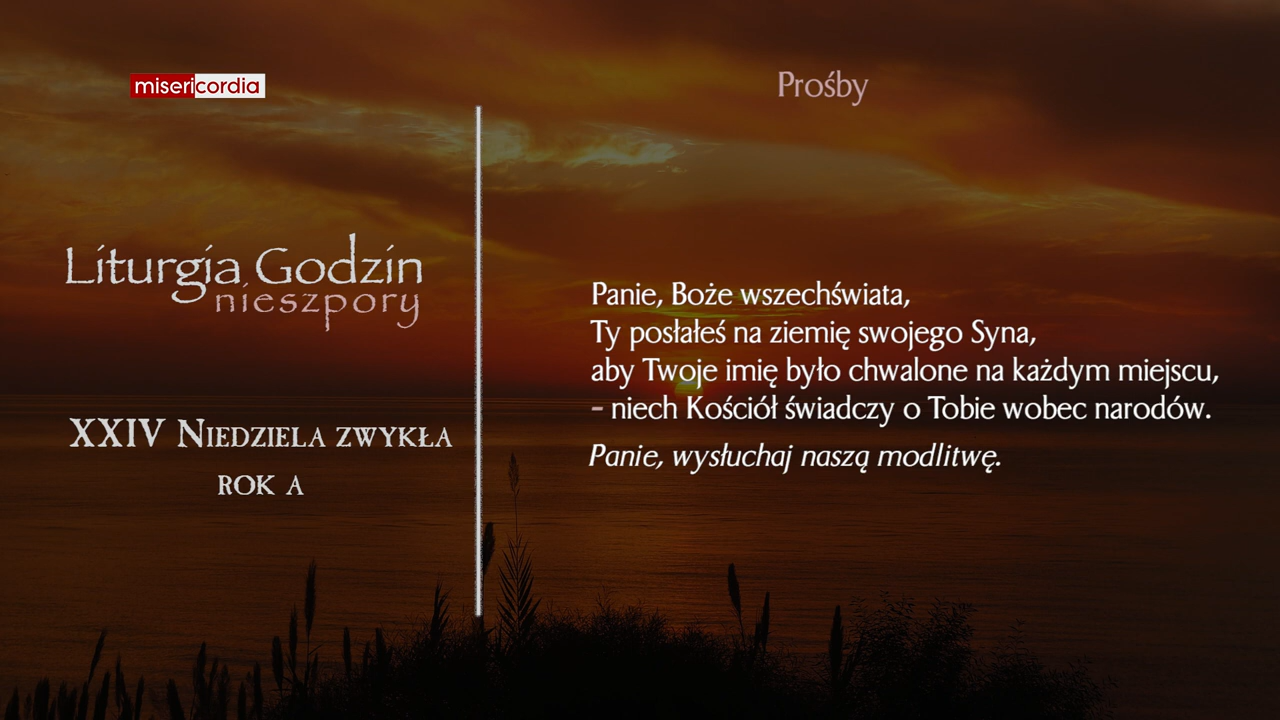 misericordia
Liturgia Godzin
nieszpory
XXIV Niedziela zwykła
rok A
Prośby
Panie, Boże wszechświata,
Ty posłałeś na ziemię swojego Syna,
aby Twoje imię było chwalone na każdym miejscu,
- niech Kościół świadczy o Tobie wobec narodów.
Panie, wysłuchaj naszą modlitwę.